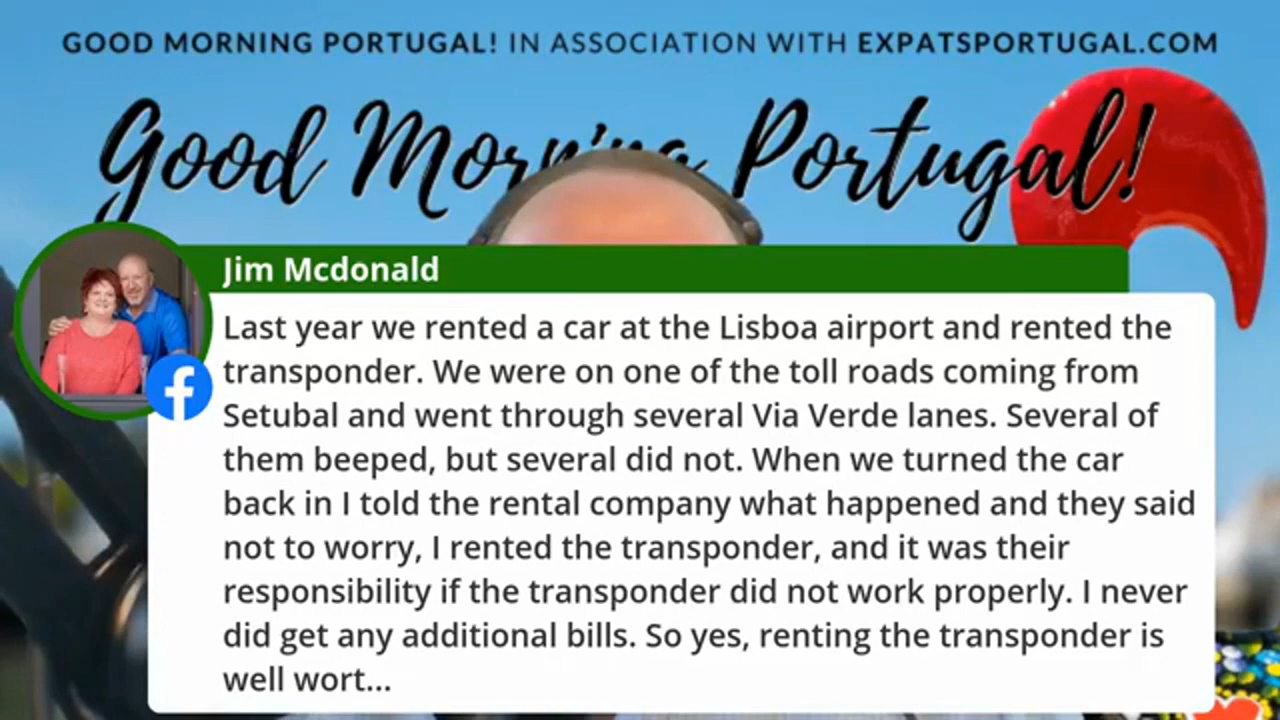 GOOD MORNING PORTUGAL! IN ASSOCIATION WITH EXPATSPORTUGAL.COM
Good Morning Portugal!
Jim Mcdonald
Last year we rented a car at the Lisboa airport and rented the
transponder. We were on one of the toll roads coming from
Setubal and went through several Via Verde lanes. Several of
them beeped, but several did not. When we turned the car
back in I told the rental company what happened and they said
not to worry, I rented the transponder, and it was their
responsibility if the transponder did not work properly. I never
did get any additional bills. So yes, renting the transponder is
well wort...